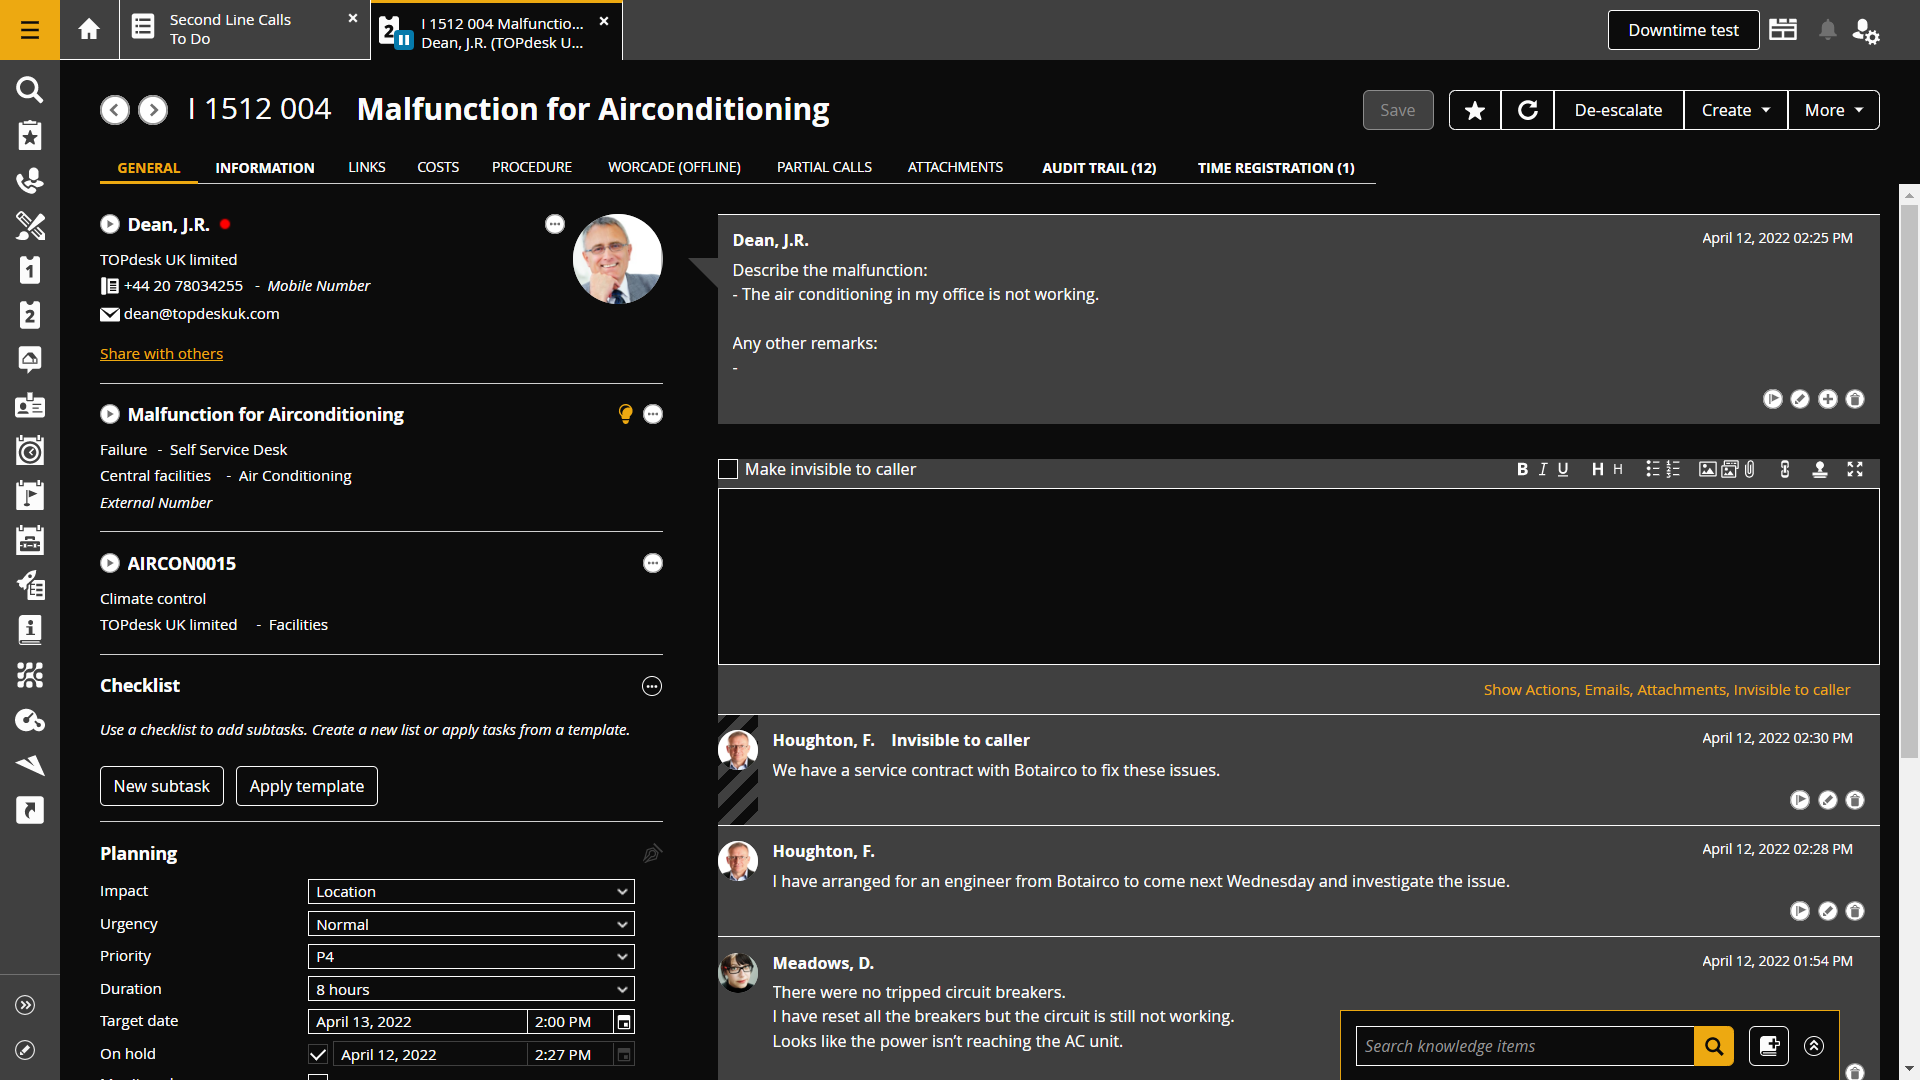 Second Line Calls
To Do
I 1512 004 Malfunctio...
Dean, J.R. (TOPdesk U...
Downtime test
I 1512 004 Malfunction for Airconditioning
Save
De-escalate
Create
More
GENERAL
INFORMATION
LINKS
COSTS
PROCEDURE
WORCADE (OFFLINE)
PARTIAL CALLS
ATTACHMENTS
AUDIT TRAIL (12)
TIME REGISTRATION (1)
Dean, J.R.
TOPdesk UK limited
+44 20 78034255 - Mobile Number
dean@topdeskuk.com
Share with others
Malfunction for Airconditioning
Failure - Self Service Desk
Central facilities - Air Conditioning
External Number
AIRCON0015
Climate control
TOPdesk UK limited - Facilities
Checklist
Use a checklist to add subtasks. Create a new list or apply tasks from a template.
New subtask
Apply template
Planning
Impact Location
Urgency Normal
Priority P4
Duration 8 hours
Target date April 13, 2022 2:00 PM
On hold April 12, 2022 2:27 PM
Dean, J.R. April 12, 2022 02:25 PM
Describe the malfunction:
- The air conditioning in my office is not working.
Any other remarks:
-
Make invisible to caller
B I U H H
Show Actions, Emails, Attachments, Invisible to caller
Houghton, F. Invisible to caller April 12, 2022 02:30 PM
We have a service contract with Botairco to fix these issues.
Houghton, F. April 12, 2022 02:28 PM
I have arranged for an engineer from Botairco to come next Wednesday and investigate the issue.
Meadows, D. April 12, 2022 01:54 PM
There were no tripped circuit breakers.
I have reset all the breakers but the circuit is still not working.
Looks like the power isn't reaching the AC unit.
Search knowledge items